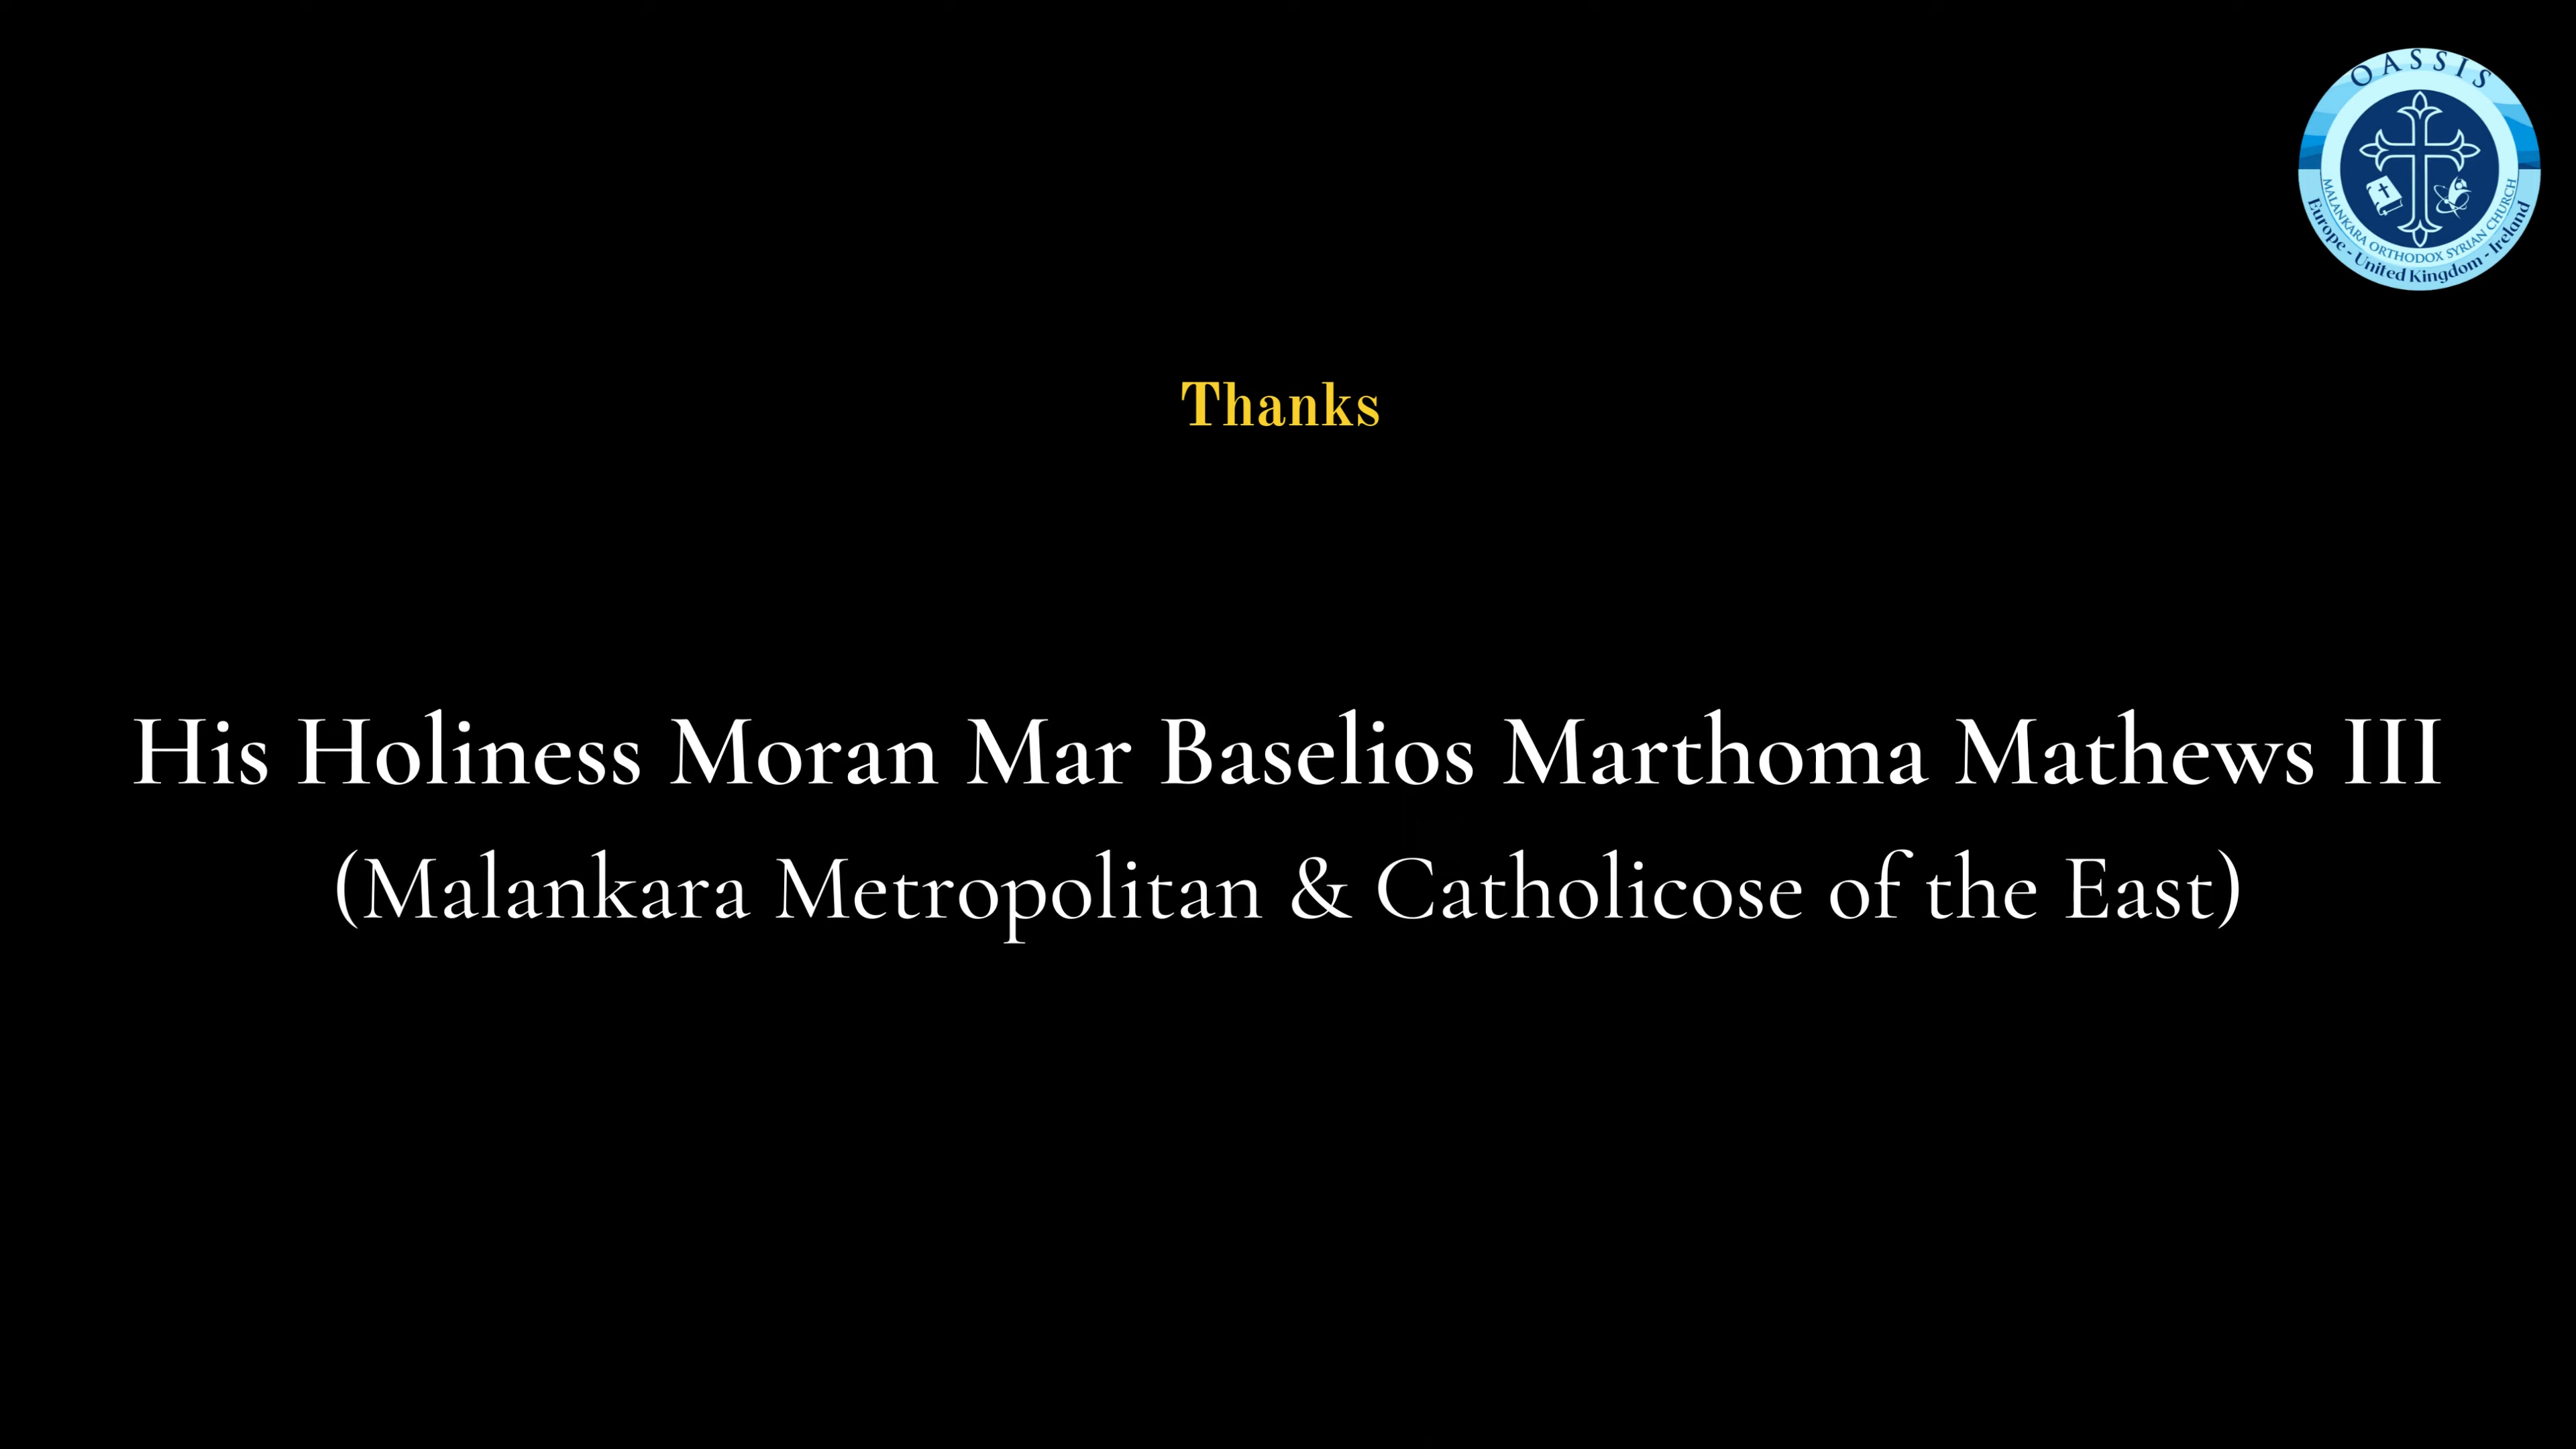 OASSIS
MALANKARA ORTHODOX SYRIAN CHURCH
Europe - United Kingdom - Ireland
Thanks
His Holiness Moran Mar Baselios Marthoma Mathews III
(Malankara Metropolitan & Catholicose of the East)